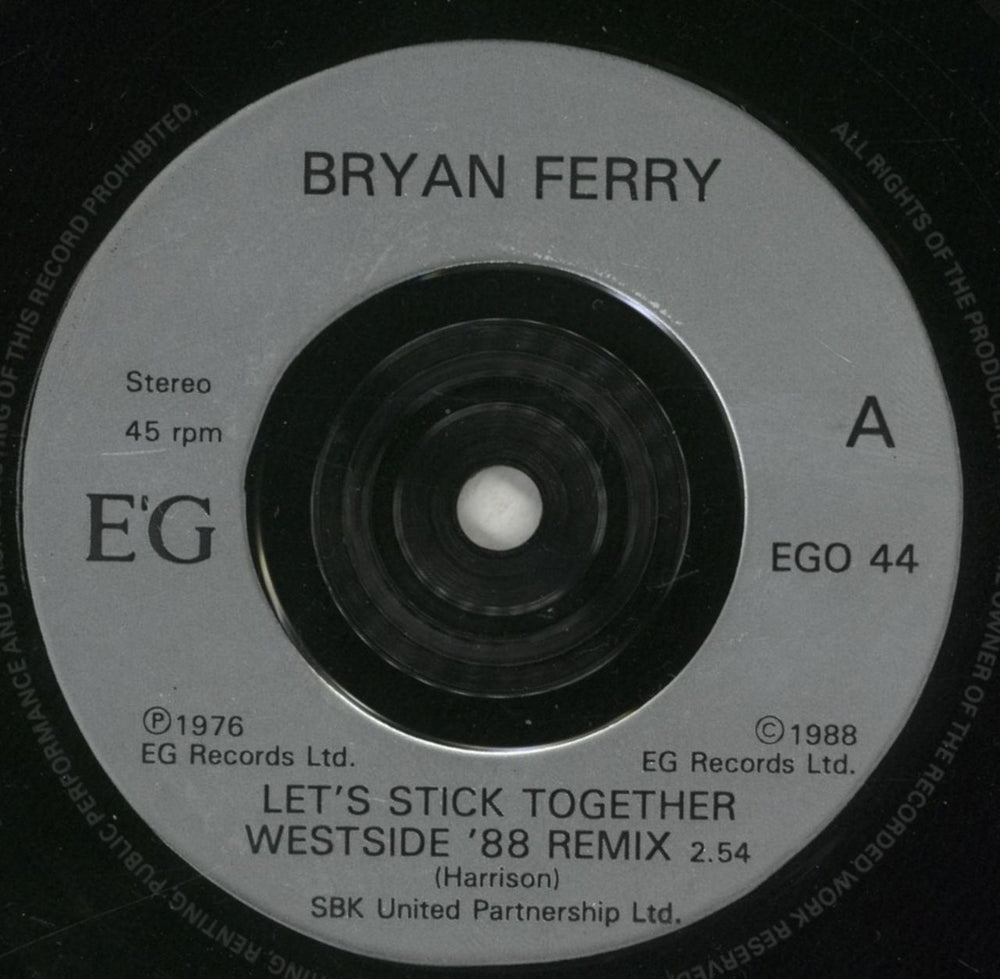 BRYAN FERRY
Stereo
45 rpm
E'G
A
EGO 44
℗1976
EG Records Ltd.
©1988
EG Records Ltd.
LET'S STICK TOGETHER
WESTSIDE '88 REMIX 2.54
(Harrison)
SBK United Partnership Ltd.
ALL RIGHTS OF THE PRODUCER
OWNER OF THE RECORDED WORK RESERVED
RENTING, PUBLIC PERFORMANCE AND
OF THIS RECORD PROHIBITED.